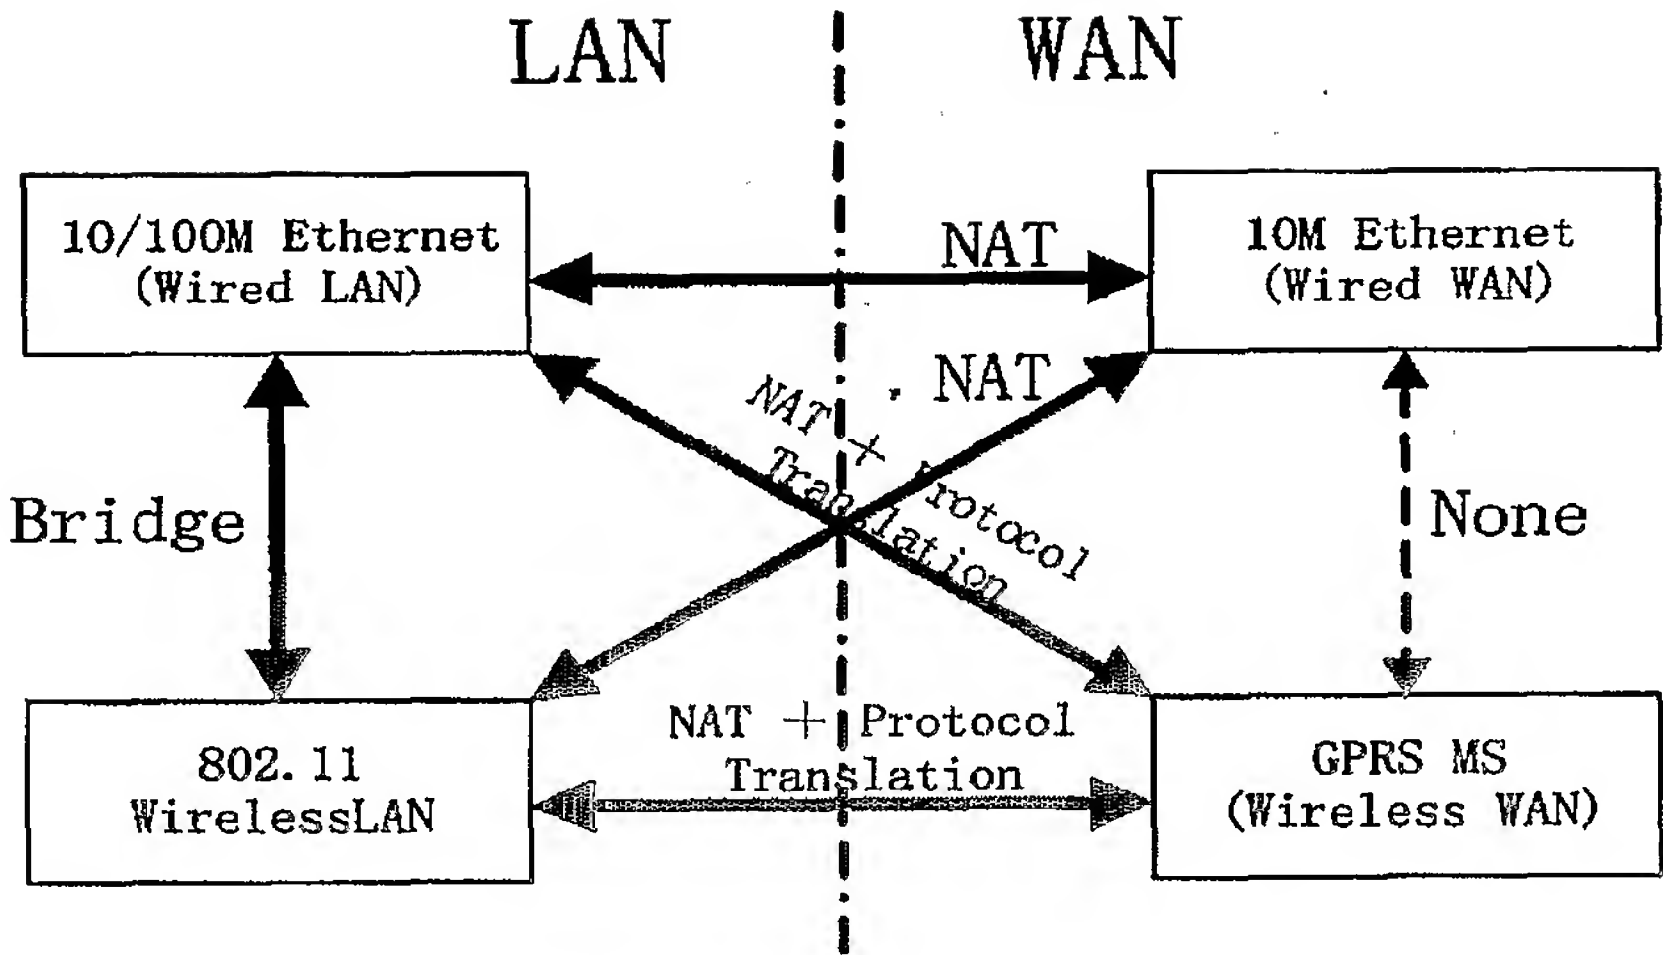 LAN
WAN
10/100M Ethernet
(Wired LAN)
NAT
10M Ethernet
(Wired WAN)
NAT
NAT + Protocol
Translation
Bridge
None
NAT + Protocol
Translation
802.11
WirelessLAN
GPRS MS
(Wireless WAN)